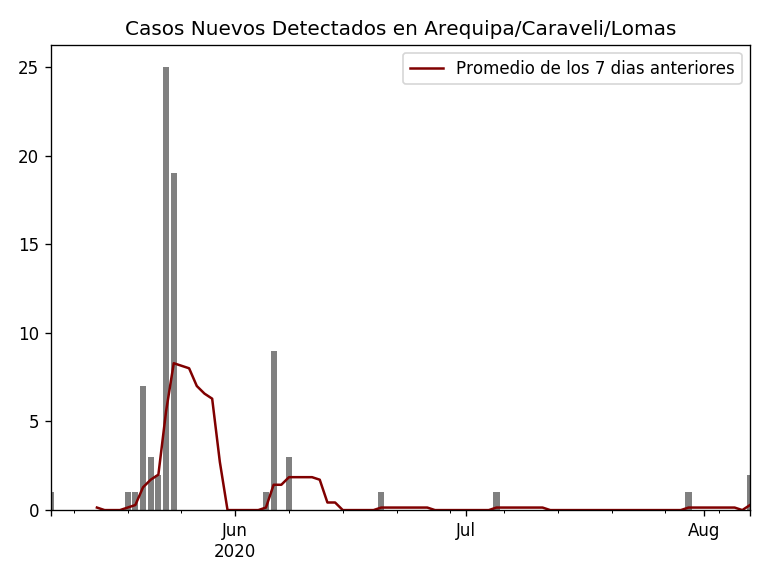 Casos Nuevos Detectados en Arequipa/Caraveli/Lomas
Promedio de los 7 dias anteriores
25
20
15
10
5
0
Jun
2020
Jul
Aug